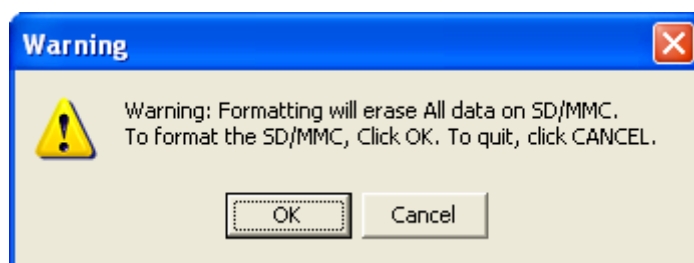 Warning
Warning: Formatting will erase All data on SD/MMC.
To format the SD/MMC, Click OK. To quit, click CANCEL.
OK Cancel